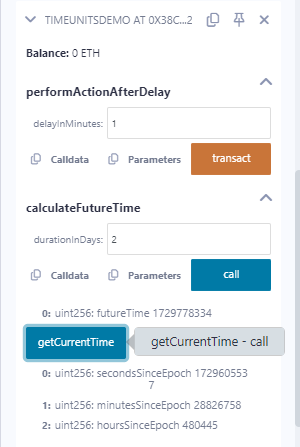 TIMEUNITSDEMO AT 0X38C...2
Balance: 0 ETH
performActionAfterDelay
delayInMinutes: 1
Calldata Parameters transact
calculateFutureTime
durationInDays: 2
Calldata Parameters call
0: uint256: futureTime 1729778334
getCurrentTime getCurrentTime - call
0: uint256: secondsSinceEpoch 172960553
7
1: uint256: minutesSinceEpoch 28826758
2: uint256: hoursSinceEpoch 480445